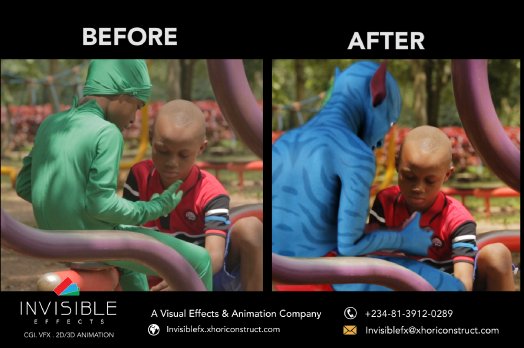 BEFORE
AFTER
INVISIBLE
EFFECTS
CGI. VFX . 2D/3D ANIMATION
A Visual Effects & Animation Company
Invisiblefx.xhoriconstruct.com
+234-81-3912-0289
Invisiblefx@xhoriconstruct.com